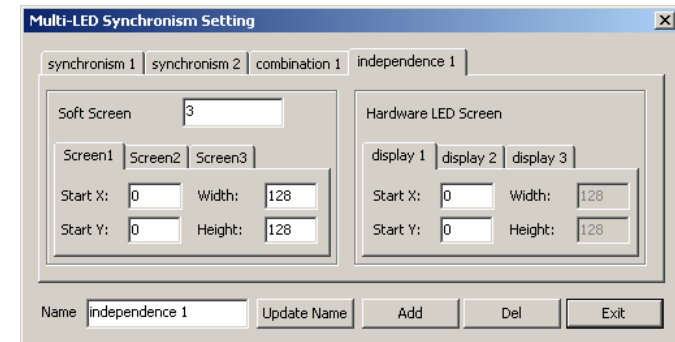 Multi-LED Synchronism Setting
synchronism 1 synchronism 2 combination 1 independence 1
Soft Screen 3
Screen1 Screen2 Screen3
Start X: 0 Width: 128
Start Y: 0 Height: 128
Hardware LED Screen
display 1 display 2 display 3
Start X: 0 Width: 128
Start Y: 0 Height: 128
Name independence 1 Update Name Add Del Exit